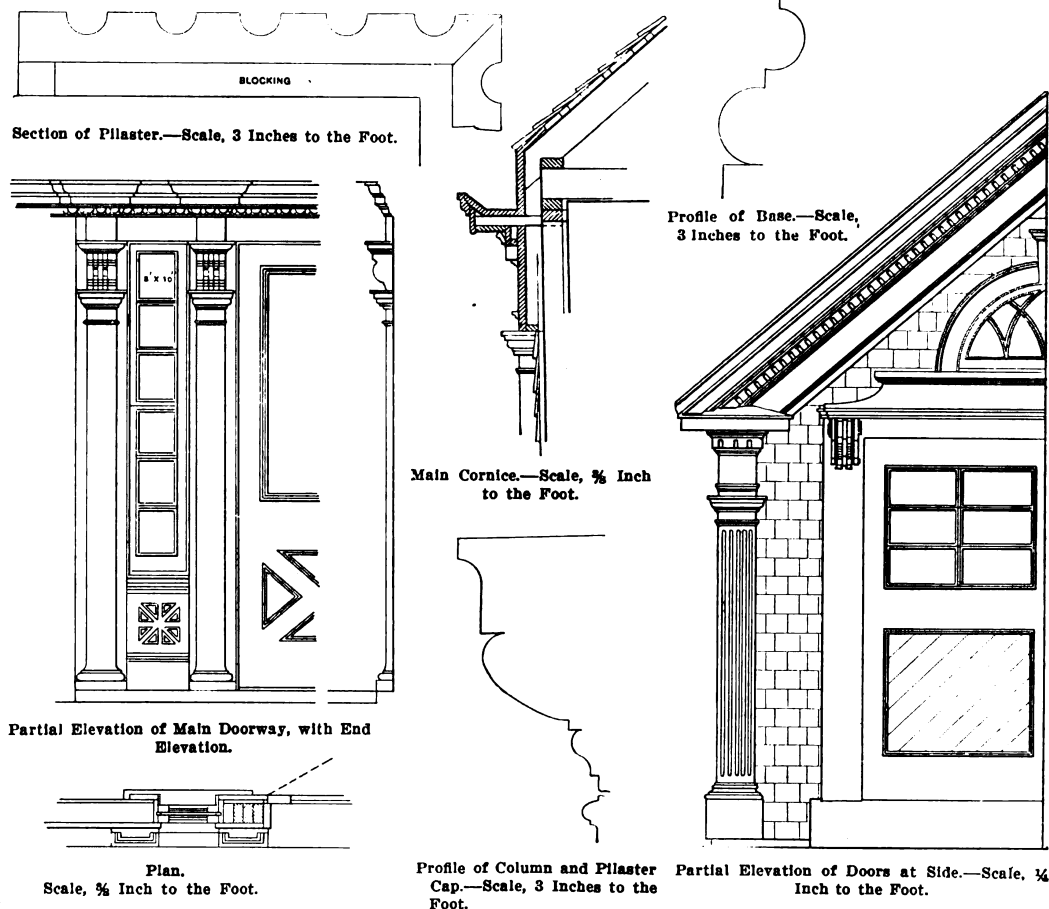 BLOCKING
Section of Pilaster.—Scale, 3 Inches to the Foot.
Profile of Base.—Scale,
3 Inches to the Foot.
8' X 10'
Main Cornice.—Scale, ⅜ Inch
to the Foot.
Partial Elevation of Main Doorway, with End
Elevation.
Plan.
Scale, ⅜ Inch to the Foot.
Profile of Column and Pilaster
Cap.—Scale, 3 Inches to the
Foot.
Partial Elevation of Doors at Side.—Scale, ¼
Inch to the Foot.